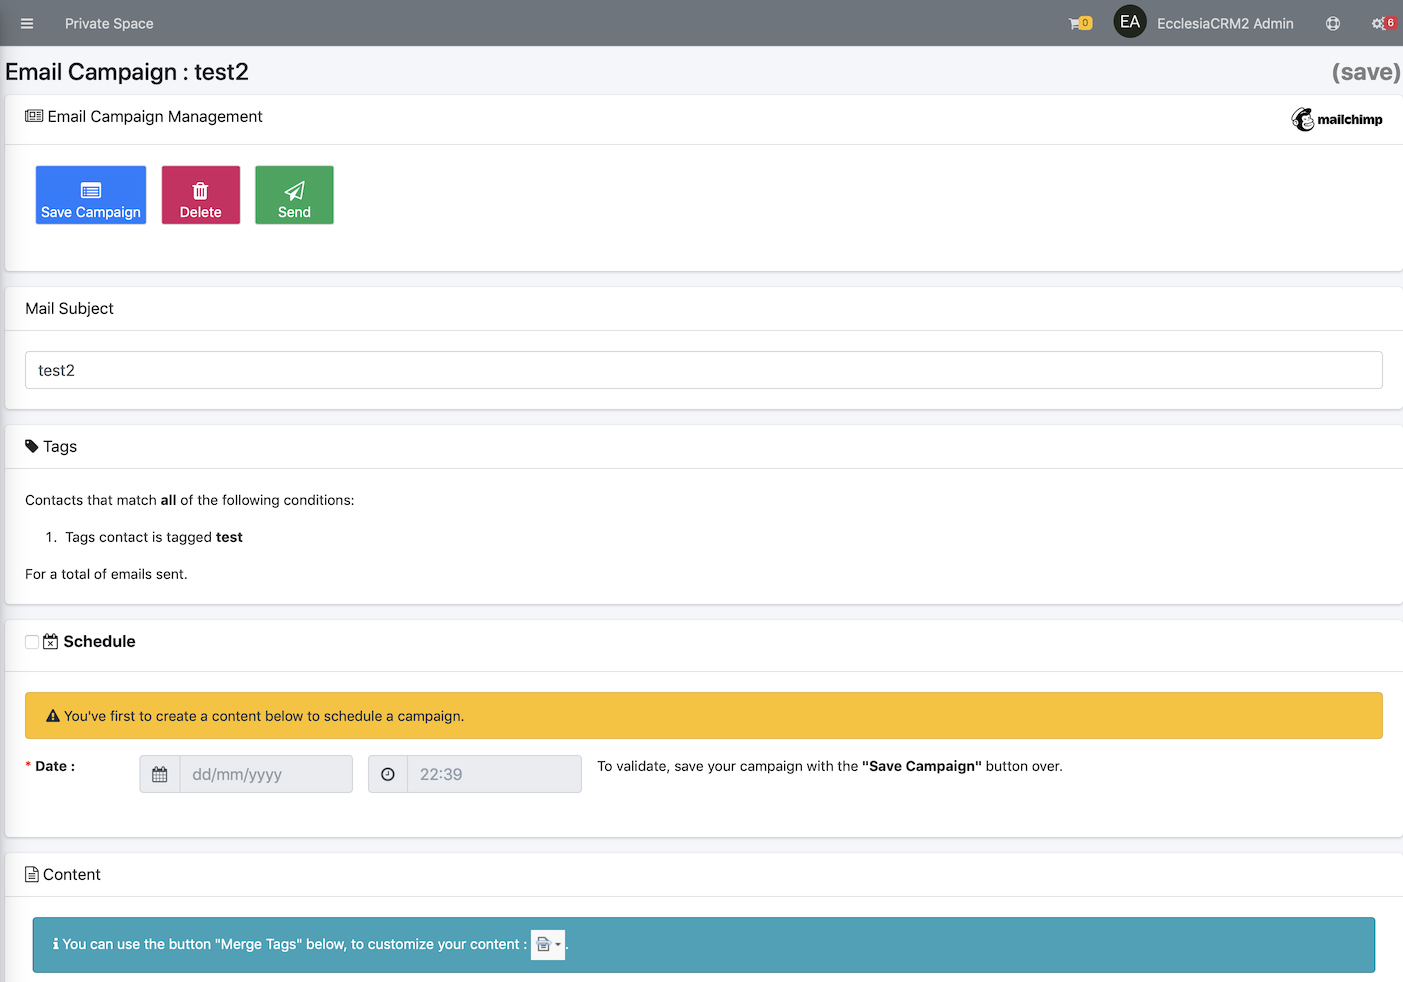 Private Space
0
EA
EcclesiaCRM2 Admin
6
Email Campaign : test2
(save)
Email Campaign Management
mailchimp
Save Campaign
Delete
Send
Mail Subject
test2
Tags
Contacts that match all of the following conditions:
1. Tags contact is tagged test
For a total of emails sent.
Schedule
You've first to create a content below to schedule a campaign.
* Date :
dd/mm/yyyy
22:39
To validate, save your campaign with the "Save Campaign" button over.
Content
You can use the button "Merge Tags" below, to customize your content : .